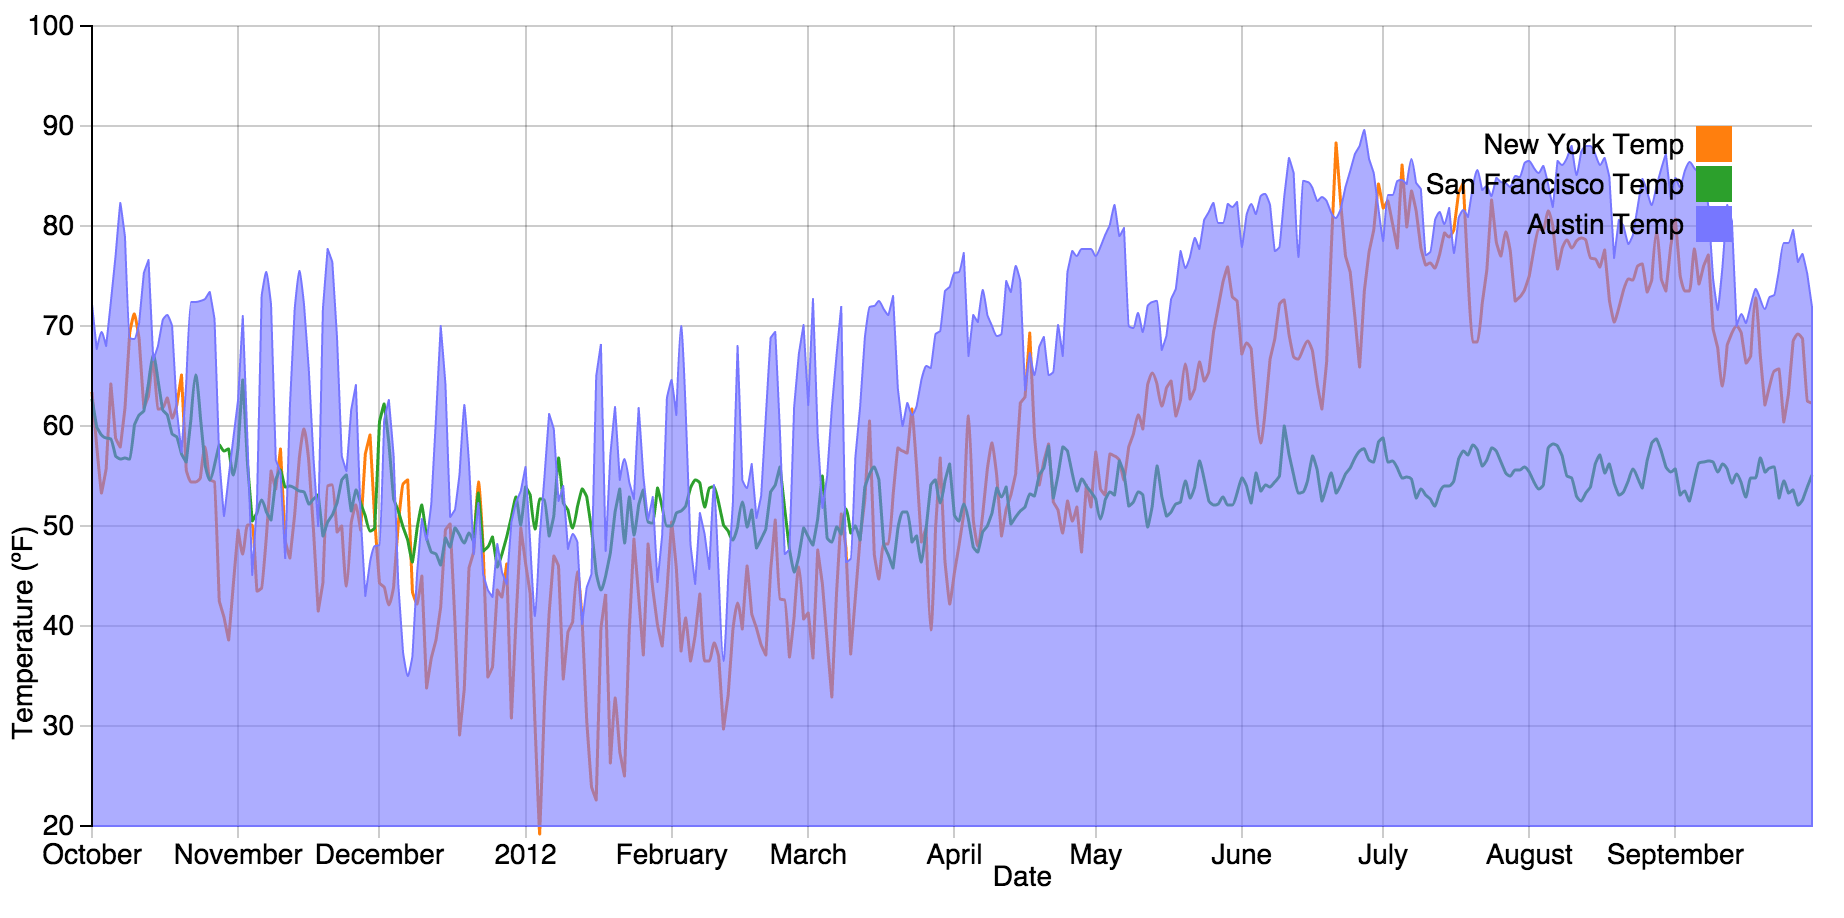 100
90
80
70
60
50
40
30
20
Temperature (ºF)
New York Temp
San Francisco Temp
Austin Temp
October November December 2012 February March April May June July August September
Date